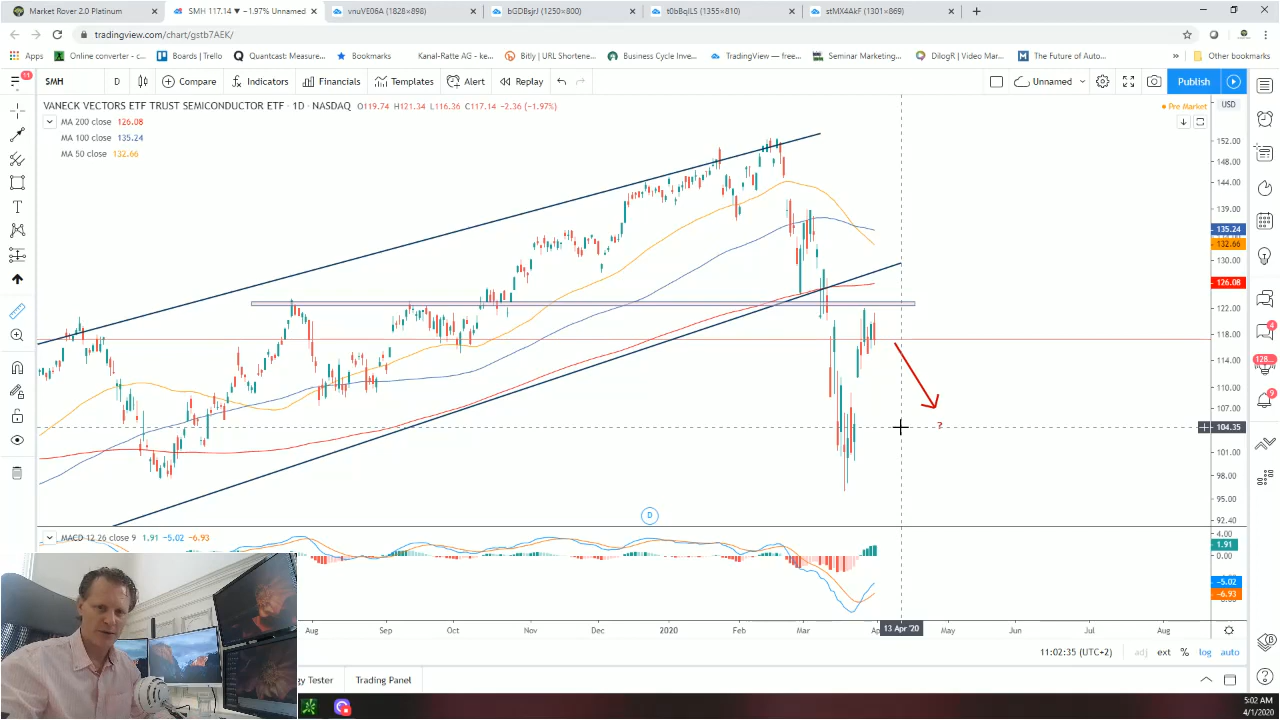 Market Rover 2.0 Platinum
SMH 117.14 ▼ −1.97% Unnamed
vnuVE06A (1828×898)
bGDBsjrJ (1250×800)
t0bBqILS (1355×810)
stMX4AkF (1301×869)
tradingview.com/chart/gstb7AEK/
Apps
Online converter - c...
Boards | Trello
Quantcast: Measure...
Bookmarks
Kanal-Ratte AG - Ko...
Bitly | URL Shortene...
Business Cycle Inve...
TradingView — free...
Seminar Marketing...
DilogR | Video Mar...
The Future of Auto...
»
Other bookmarks
11
SMH
D
Compare
Indicators
Financials
Templates
Alert
Replay
Unnamed
Publish
VANECK VECTORS ETF TRUST SEMICONDUCTOR ETF · 1D · NASDAQ O119.74 H121.34 L116.36 C117.14 −2.36 (−1.97%)
Pre Market
USD
MA 200 close 126.08
MA 100 close 135.24
MA 50 close 132.66
152.00
148.00
144.00
139.00
135.24
132.66
130.00
126.08
122.00
118.00
114.00
110.00
107.00
104.35
101.00
98.00
95.00
92.40
?
4
128...
9
D
MACD 12 26 close 9 1.91 −5.02 −6.93
4.00
1.91
0.00
−5.02
−6.93
Aug
Sep
Oct
Nov
Dec
2020
Feb
Mar
13 Apr '20
May
Jun
Jul
Aug
11:02:35 (UTC+2)
adj
ext
%
log
auto
Tester
Trading Panel
5:02 AM
4/1/2020